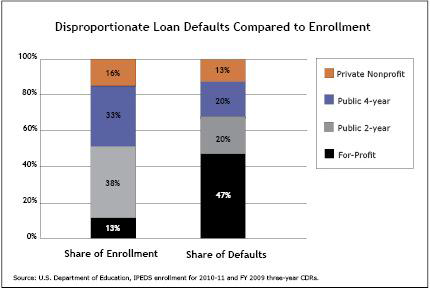 Disproportionate Loan Defaults Compared to Enrollment
100%
80%
60%
40%
20%
0%
16%
33%
38%
13%
13%
20%
20%
47%
Share of Enrollment
Share of Defaults
Private Nonprofit
Public 4-year
Public 2-year
For-Profit
Source: U.S. Department of Education, IPEDS enrollment for 2010-11 and FY 2009 three-year CDRs.